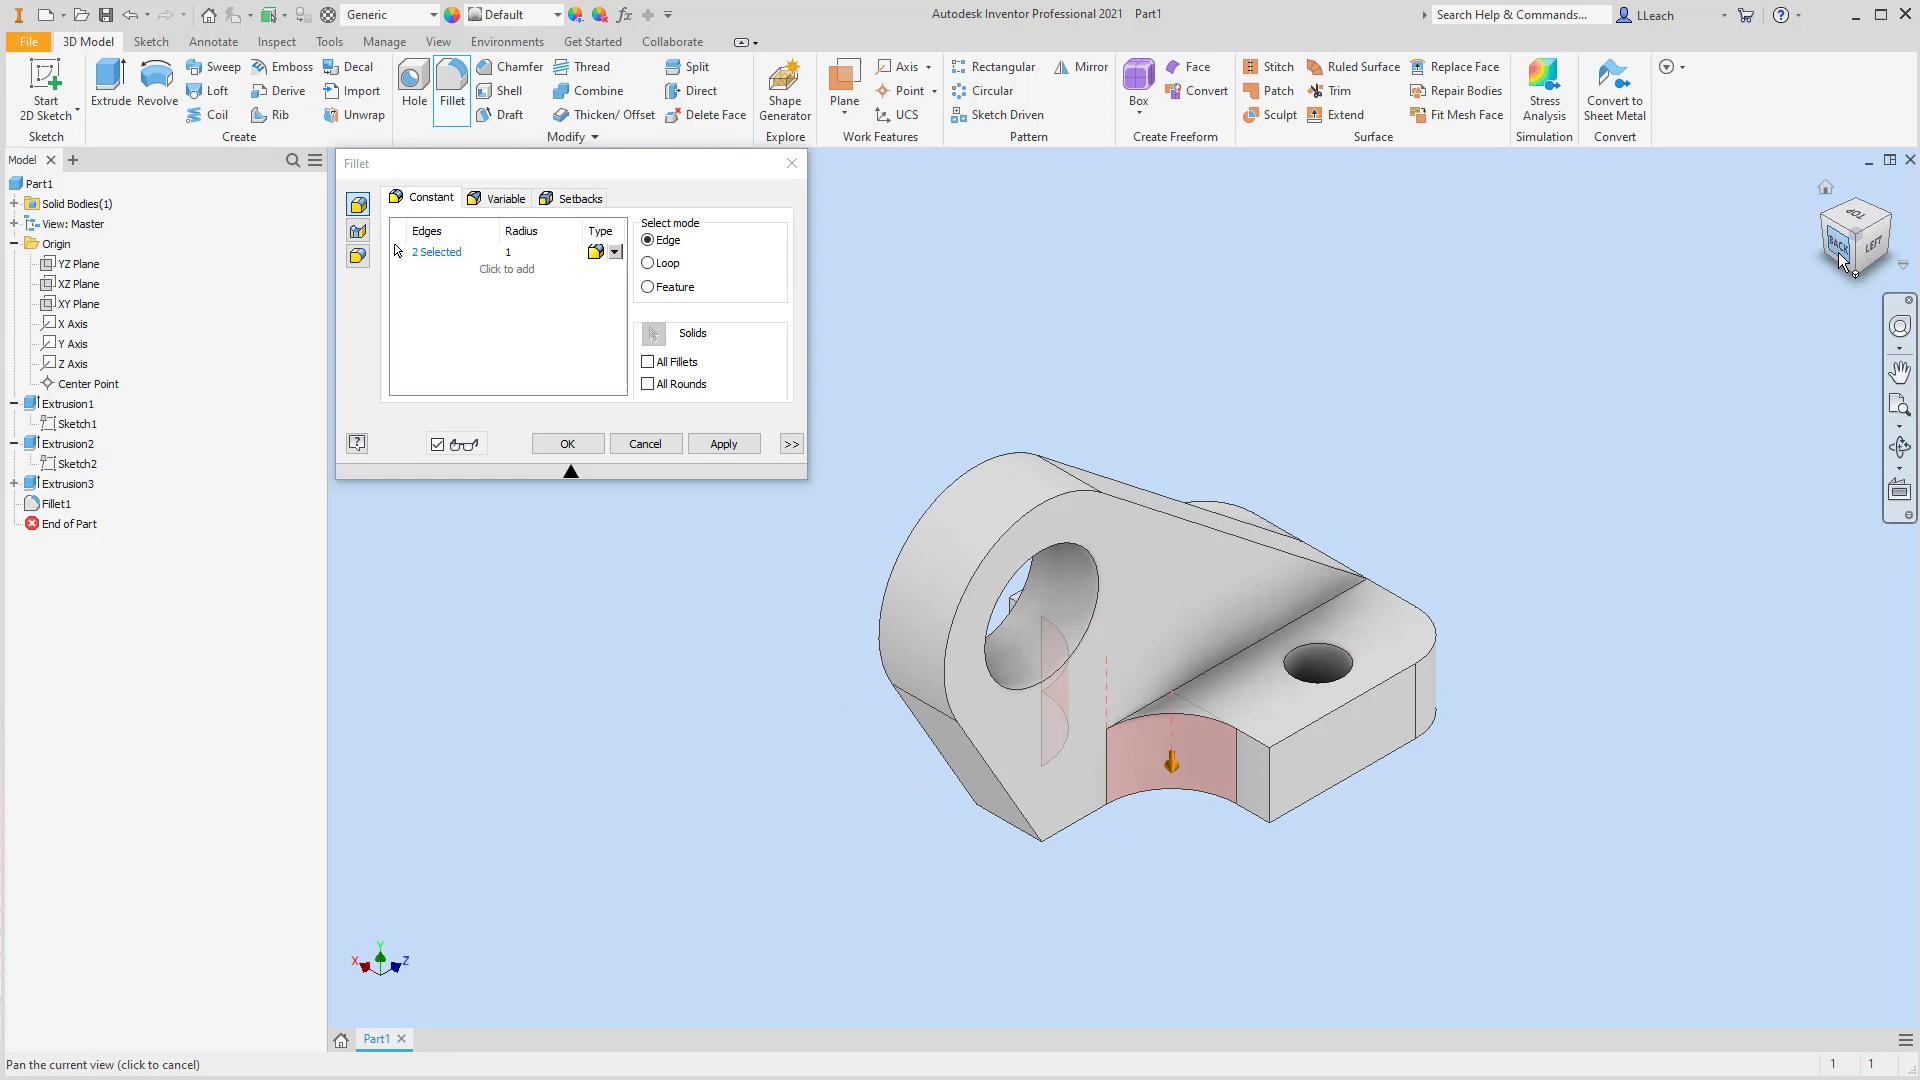 Generic
Default
fx
Autodesk Inventor Professional 2021 Part1
Search Help & Commands...
LLeach
File
3D Model
Sketch
Annotate
Inspect
Tools
Manage
View
Environments
Get Started
Collaborate
Start
2D Sketch
Sketch
Extrude
Revolve
Sweep
Loft
Coil
Emboss
Derive
Rib
Decal
Import
Unwrap
Create
Hole
Fillet
Chamfer
Shell
Draft
Thread
Combine
Thicken/ Offset
Split
Direct
Delete Face
Modify
Shape
Generator
Explore
Plane
Axis
Point
UCS
Work Features
Rectangular
Circular
Sketch Driven
Mirror
Pattern
Box
Face
Convert
Create Freeform
Stitch
Patch
Sculpt
Ruled Surface
Trim
Extend
Replace Face
Repair Bodies
Fit Mesh Face
Surface
Stress
Analysis
Simulation
Convert to
Sheet Metal
Convert
Model
Part1
Solid Bodies(1)
View: Master
Origin
YZ Plane
XZ Plane
XY Plane
X Axis
Y Axis
Z Axis
Center Point
Extrusion1
Sketch1
Extrusion2
Sketch2
Extrusion3
Fillet1
End of Part
Fillet
Constant
Variable
Setbacks
Edges Radius Type
2 Selected 1
Click to add
Select mode
Edge
Loop
Feature
Solids
All Fillets
All Rounds
OK
Cancel
Apply
>>
TOP
BACK
LEFT
Y
X
Z
Part1
Pan the current view (click to cancel)
1 1